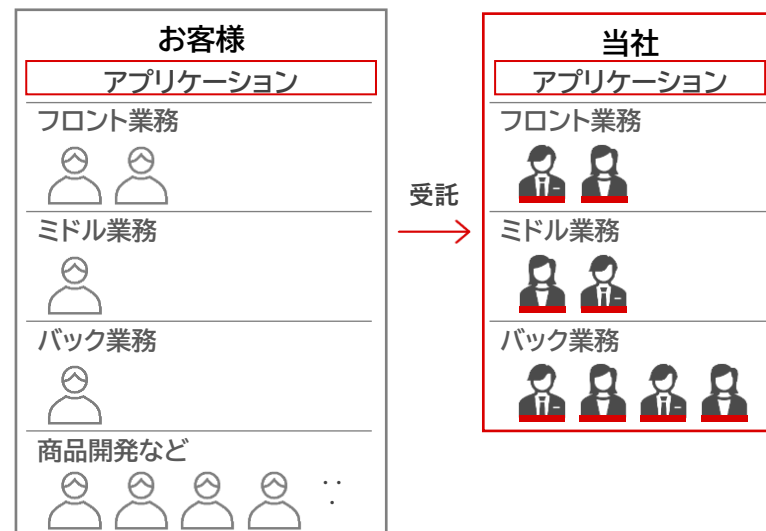 お客様
アプリケーション
フロント業務
ミドル業務
バック業務
商品開発など
受託
当社
アプリケーション
フロント業務
ミドル業務
バック業務